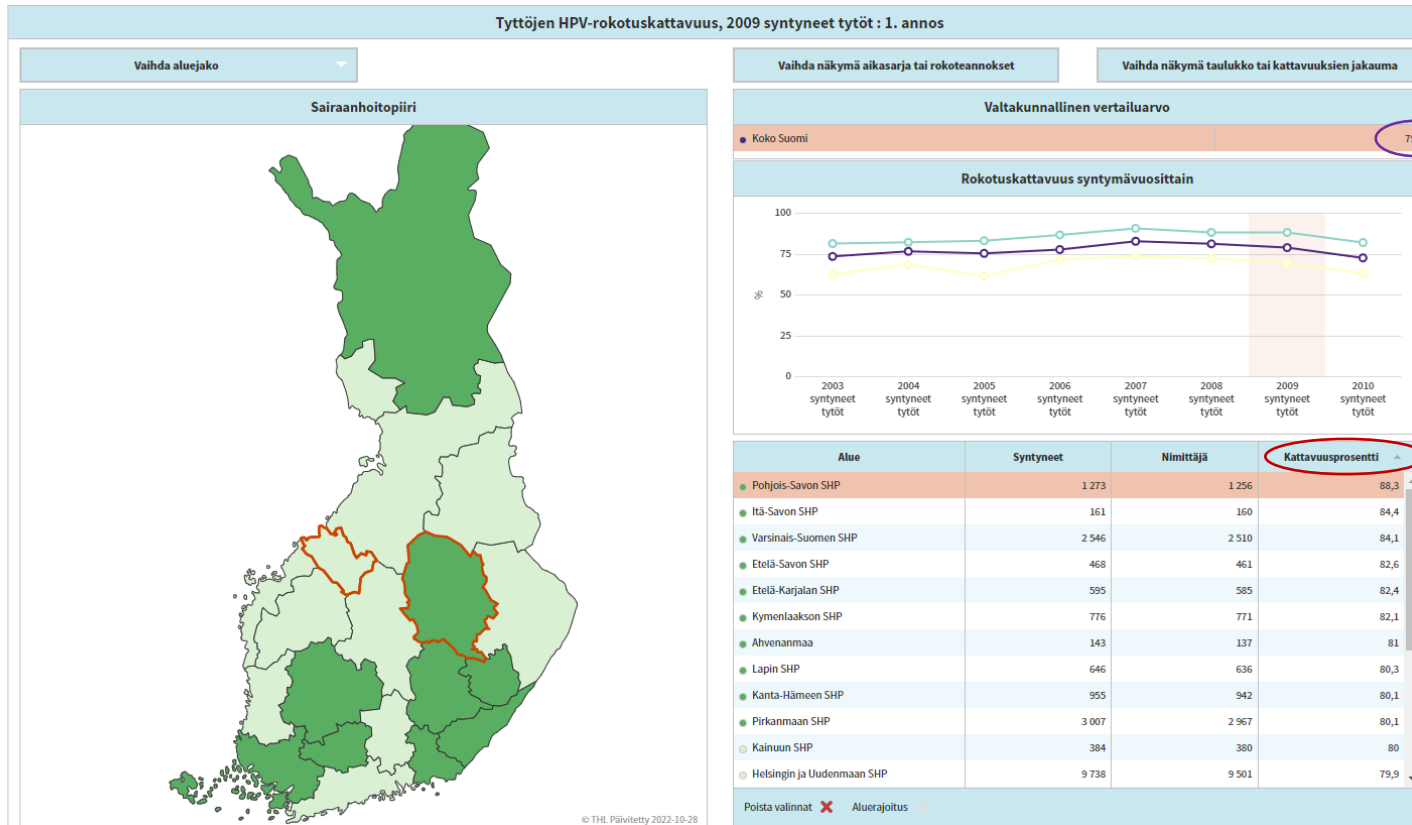 Tyttöjen HPV-rokotuskattavuus, 2009 syntyneet tytöt : 1. annos
Vaihda aluejako
Vaihda näkymä aikasarja tai rokoteannokset
Vaihda näkymä taulukko tai kattavuuksien jakauma
Sairaanhoitopiiri
© THL Päivitetty 2022-10-28
Valtakunnallinen vertailuarvo
Koko Suomi
Rokotuskattavuus syntymävuosittain
100
75
50
25
0
%
2003 syntyneet tytöt
2004 syntyneet tytöt
2005 syntyneet tytöt
2006 syntyneet tytöt
2007 syntyneet tytöt
2008 syntyneet tytöt
2009 syntyneet tytöt
2010 syntyneet tytöt
Alue Syntyneet Nimittäjä Kattavuusprosentti
Pohjois-Savon SHP 1 273 1 256 88,3
Itä-Savon SHP 161 160 84,4
Varsinais-Suomen SHP 2 546 2 510 84,1
Etelä-Savon SHP 468 461 82,6
Etelä-Karjalan SHP 595 585 82,4
Kymenlaakson SHP 776 771 82,1
Ahvenanmaa 143 137 81
Lapin SHP 646 636 80,3
Kanta-Hämeen SHP 955 942 80,1
Pirkanmaan SHP 3 007 2 967 80,1
Kainuun SHP 384 380 80
Helsingin ja Uudenmaan SHP 9 738 9 501 79,9
Poista valinnat Aluerajoitus